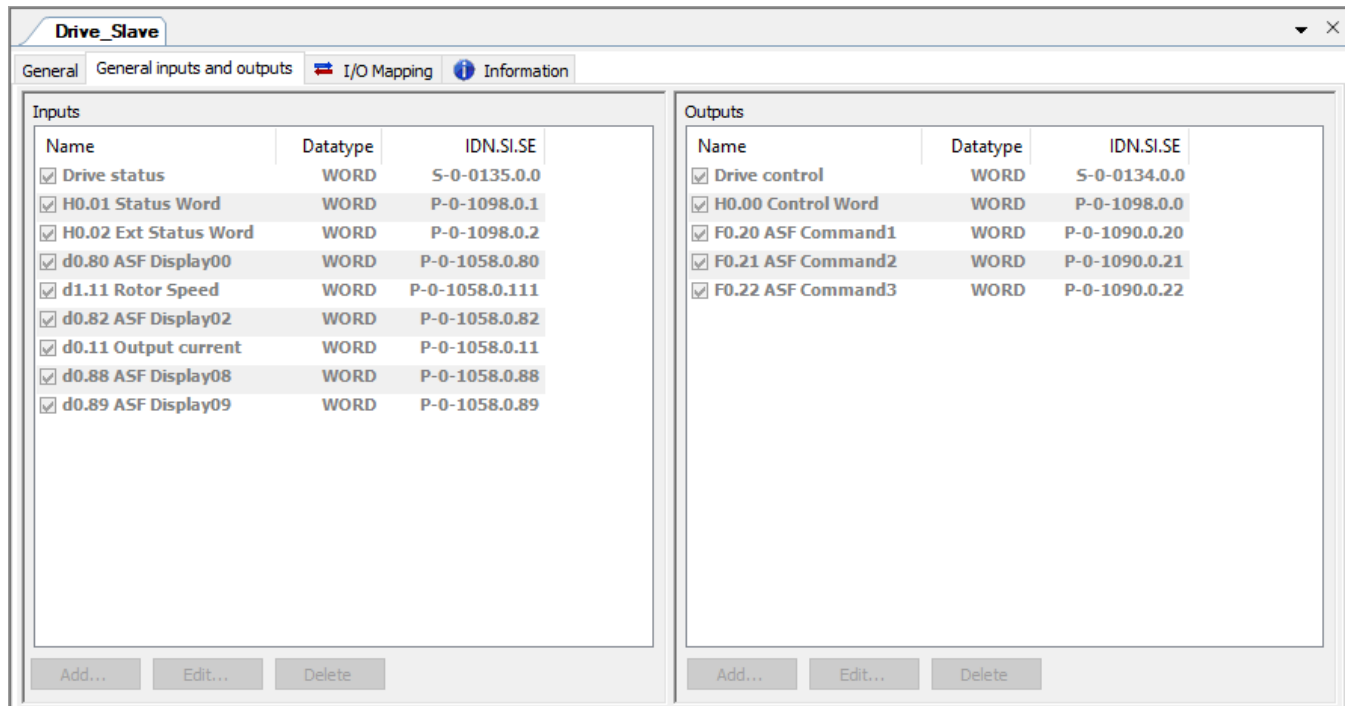 Drive_Slave
General General inputs and outputs I/O Mapping Information
Inputs
Name Datatype IDN.SI.SE
Drive status WORD S-0-0135.0.0
H0.01 Status Word WORD P-0-1098.0.1
H0.02 Ext Status Word WORD P-0-1098.0.2
d0.80 ASF Display00 WORD P-0-1058.0.80
d1.11 Rotor Speed WORD P-0-1058.0.111
d0.82 ASF Display02 WORD P-0-1058.0.82
d0.11 Output current WORD P-0-1058.0.11
d0.88 ASF Display08 WORD P-0-1058.0.88
d0.89 ASF Display09 WORD P-0-1058.0.89
Add... Edit... Delete
Outputs
Name Datatype IDN.SI.SE
Drive control WORD S-0-0134.0.0
H0.00 Control Word WORD P-0-1098.0.0
F0.20 ASF Command1 WORD P-0-1090.0.20
F0.21 ASF Command2 WORD P-0-1090.0.21
F0.22 ASF Command3 WORD P-0-1090.0.22
Add... Edit... Delete